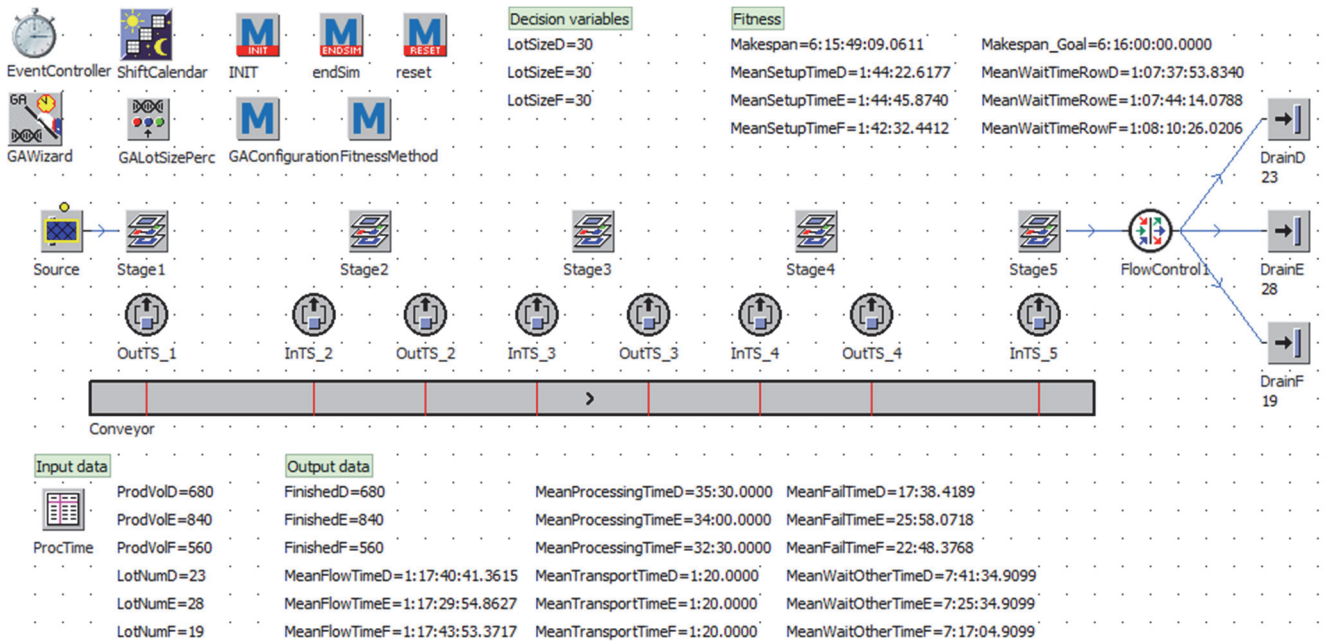 Decision variables
Fitness
INIT
ENDSIM
RESET
LotSizeD=30
Makespan=6:15:49:09.0611
Makespan_Goal=6:16:00:00.0000
EventController
ShiftCalendar
INIT
endSim
reset
LotSizeE=30
MeanSetupTimeD=1:44:22.6177
MeanWaitTimeRowD=1:07:37:53.8340
GA
LotSizeF=30
MeanSetupTimeE=1:44:45.8740
MeanWaitTimeRowE=1:07:44:14.0788
MeanSetupTimeF=1:42:32.4412
MeanWaitTimeRowF=1:08:10:26.0206
GAWizard
GALotSizePerc
GAConfiguration
FitnessMethod
DrainD
23
Source
Stage1
Stage2
Stage3
Stage4
Stage5
FlowControl1
DrainE
28
OutTS_1
InTS_2
OutTS_2
InTS_3
OutTS_3
InTS_4
OutTS_4
InTS_5
DrainF
19
Conveyor
Input data
Output data
ProdVolD=680
FinishedD=680
MeanProcessingTimeD=35:30.0000
MeanFailTimeD=17:38.4189
ProdVolE=840
FinishedE=840
MeanProcessingTimeE=34:00.0000
MeanFailTimeE=25:58.0718
ProcTime
ProdVolF=560
FinishedF=560
MeanProcessingTimeF=32:30.0000
MeanFailTimeF=22:48.3768
LotNumD=23
MeanFlowTimeD=1:17:40:41.3615
MeanTransportTimeD=1:20.0000
MeanWaitOtherTimeD=7:41:34.9099
LotNumE=28
MeanFlowTimeE=1:17:29:54.8627
MeanTransportTimeE=1:20.0000
MeanWaitOtherTimeE=7:25:34.9099
LotNumF=19
MeanFlowTimeF=1:17:43:53.3717
MeanTransportTimeF=1:20.0000
MeanWaitOtherTimeF=7:17:04.9099